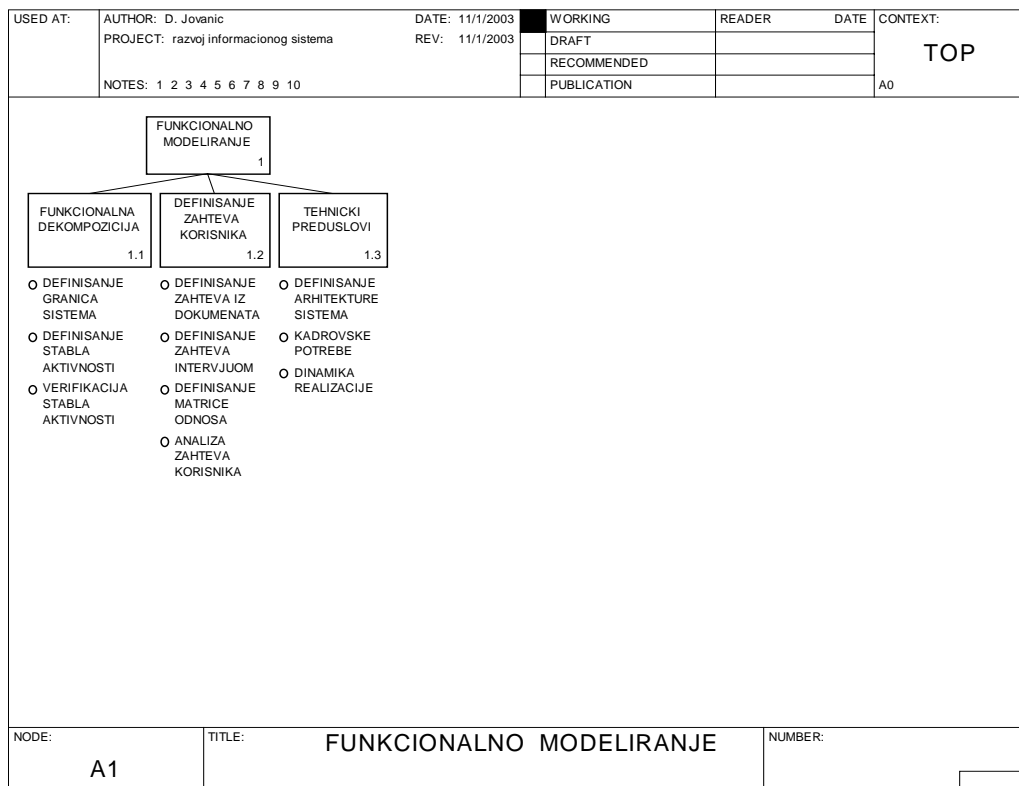 USED AT:
AUTHOR: D. Jovanic
DATE: 11/1/2003
PROJECT: razvoj informacionog sistema
REV: 11/1/2003
NOTES: 1 2 3 4 5 6 7 8 9 10
WORKING
DRAFT
RECOMMENDED
PUBLICATION
READER
DATE
CONTEXT:
TOP
A0
FUNKCIONALNO
MODELIRANJE
1
FUNKCIONALNA
DEKOMPOZICIJA
1.1
DEFINISANJE
ZAHTEVA
KORISNIKA
1.2
TEHNICKI
PREDUSLOVI
1.3
DEFINISANJE
GRANICA
SISTEMA
DEFINISANJE
STABLA
AKTIVNOSTI
VERIFIKACIJA
STABLA
AKTIVNOSTI
DEFINISANJE
ZAHTEVA IZ
DOKUMENATA
DEFINISANJE
ZAHTEVA
INTERVJUOM
DEFINISANJE
MATRICE
ODNOSA
ANALIZA
ZAHTEVA
KORISNIKA
DEFINISANJE
ARHITEKTURE
SISTEMA
KADROVSKE
POTREBE
DINAMIKA
REALIZACIJE
NODE:
A1
TITLE:
FUNKCIONALNO MODELIRANJE
NUMBER: